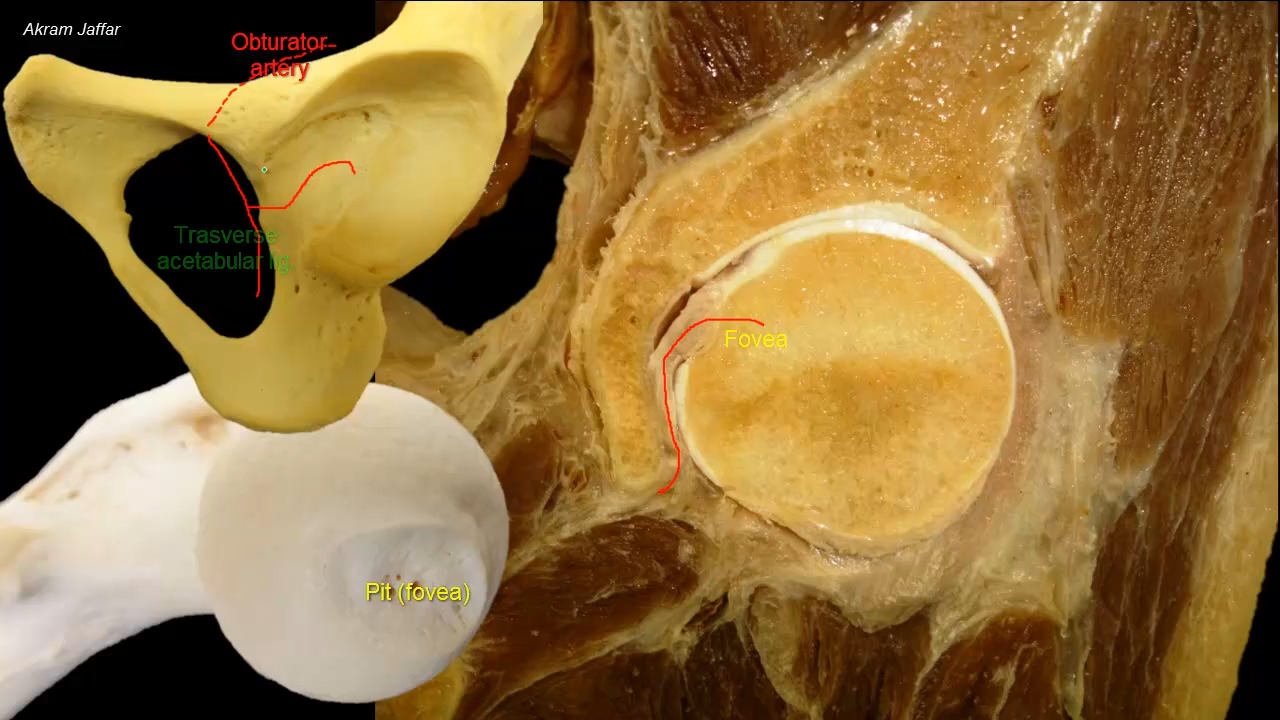 Akram Jaffar
Obturator
artery
Trasverse
acetabular lig.
Fovea
Pit (fovea)